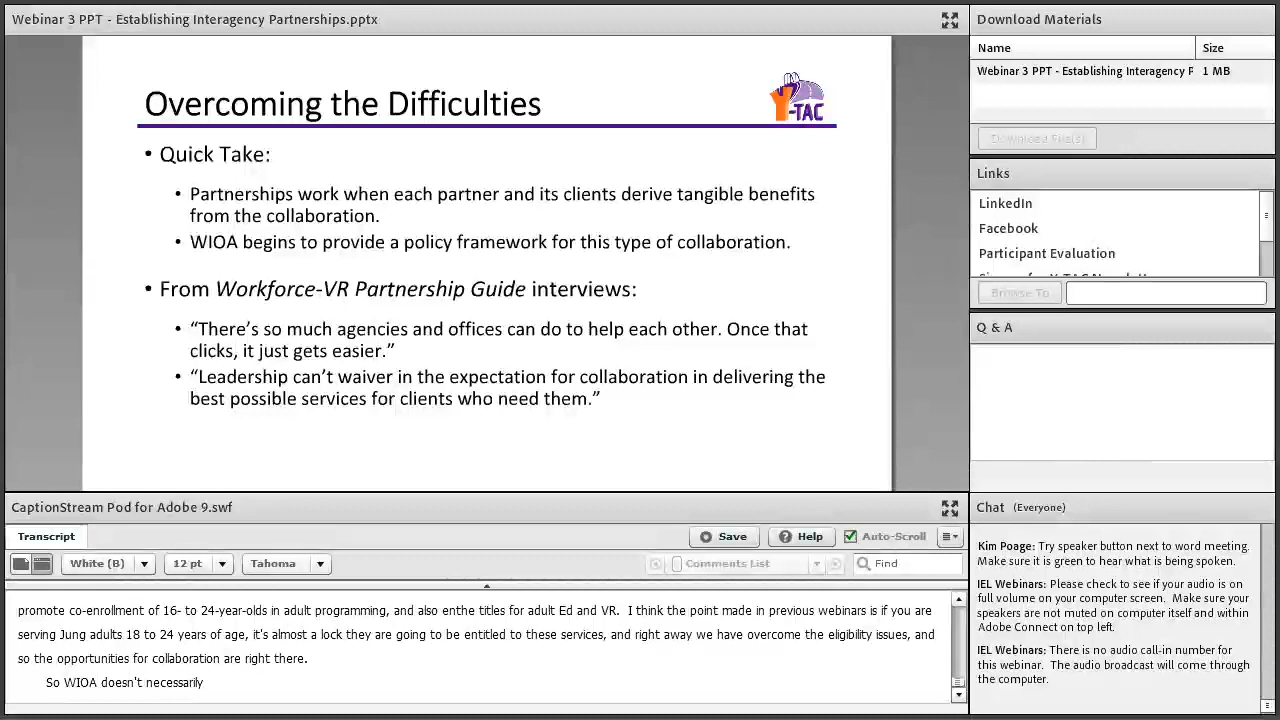 Webinar 3 PPT - Establishing Interagency Partnerships.pptx
Overcoming the Difficulties
Y-TAC
• Quick Take:
• Partnerships work when each partner and its clients derive tangible benefits
from the collaboration.
• WIOA begins to provide a policy framework for this type of collaboration.
• From Workforce-VR Partnership Guide interviews:
• “There’s so much agencies and offices can do to help each other. Once that
clicks, it just gets easier.”
• “Leadership can’t waiver in the expectation for collaboration in delivering the
best possible services for clients who need them.”
CaptionStream Pod for Adobe 9.swf
Transcript
Save
Help
Auto-Scroll
White (B)
12 pt
Tahoma
Comments List
Find
promote co-enrollment of 16- to 24-year-olds in adult programming, and also enthe titles for adult Ed and VR. I think the point made in previous webinars is if you are
serving Jung adults 18 to 24 years of age, it's almost a lock they are going to be entitled to these services, and right away we have overcome the eligibility issues, and
so the opportunities for collaboration are right there.
So WIOA doesn't necessarily
Download Materials
Name Size
Webinar 3 PPT - Establishing Interagency P 1 MB
Download File(s)
Links
LinkedIn
Facebook
Participant Evaluation
Browse To
Q & A
Chat (Everyone)
Kim Poage: Try speaker button next to word meeting.
Make sure it is green to hear what is being spoken.
IEL Webinars: Please check to see if your audio is on
full volume on your computer screen. Make sure your
speakers are not muted on computer itself and within
Adobe Connect on top left.
IEL Webinars: There is no audio call-in number for
this webinar. The audio broadcast will come through
the computer.